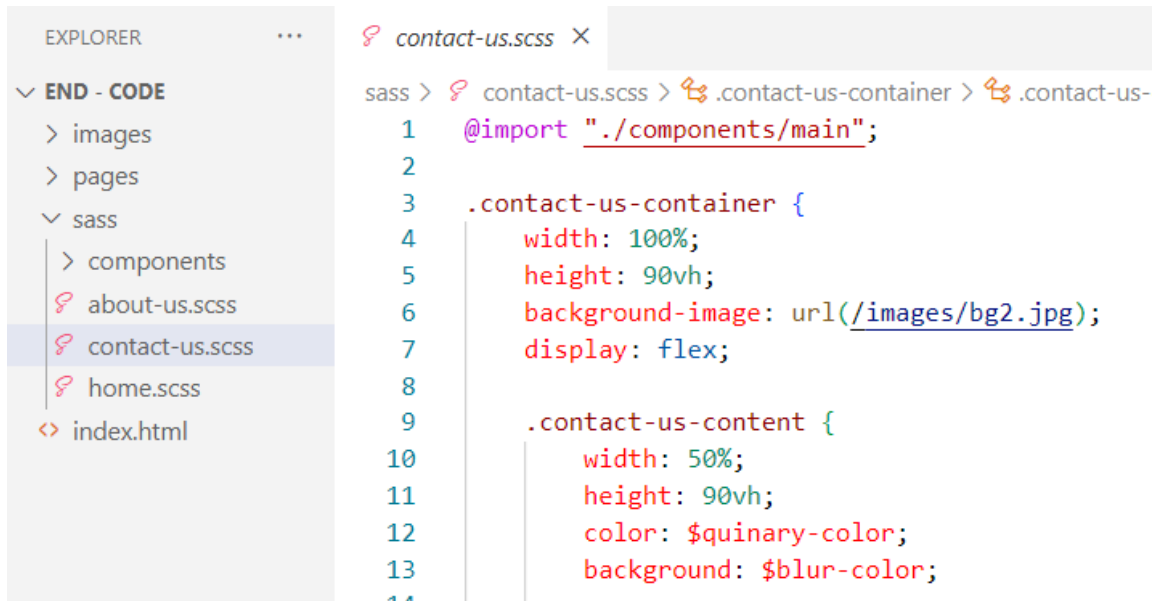 EXPLORER ...
END - CODE
images
pages
sass
components
about-us.scss
contact-us.scss
home.scss
index.html
contact-us.scss
sass > contact-us.scss > .contact-us-container > .contact-us-
1 @import "./components/main";
2
3 .contact-us-container {
4 width: 100%;
5 height: 90vh;
6 background-image: url(/images/bg2.jpg);
7 display: flex;
8
9 .contact-us-content {
10 width: 50%;
11 height: 90vh;
12 color: $quinary-color;
13 background: $blur-color;